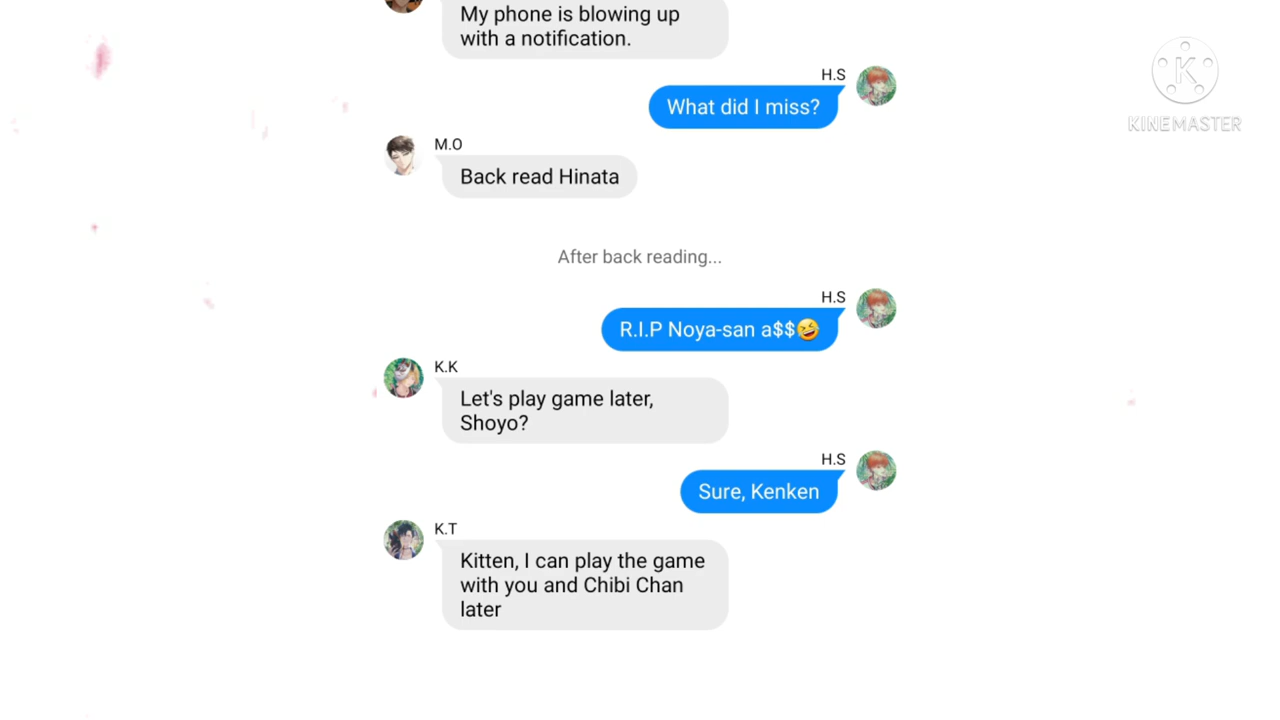 My phone is blowing up
with a notification.
H.S
What did I miss?
K
KINEMASTER
M.O
Back read Hinata
After back reading...
H.S
R.I.P Noya-san a$$🤣
K.K
Let's play game later,
Shoyo?
H.S
Sure, Kenken
K.T
Kitten, I can play the game
with you and Chibi Chan
later